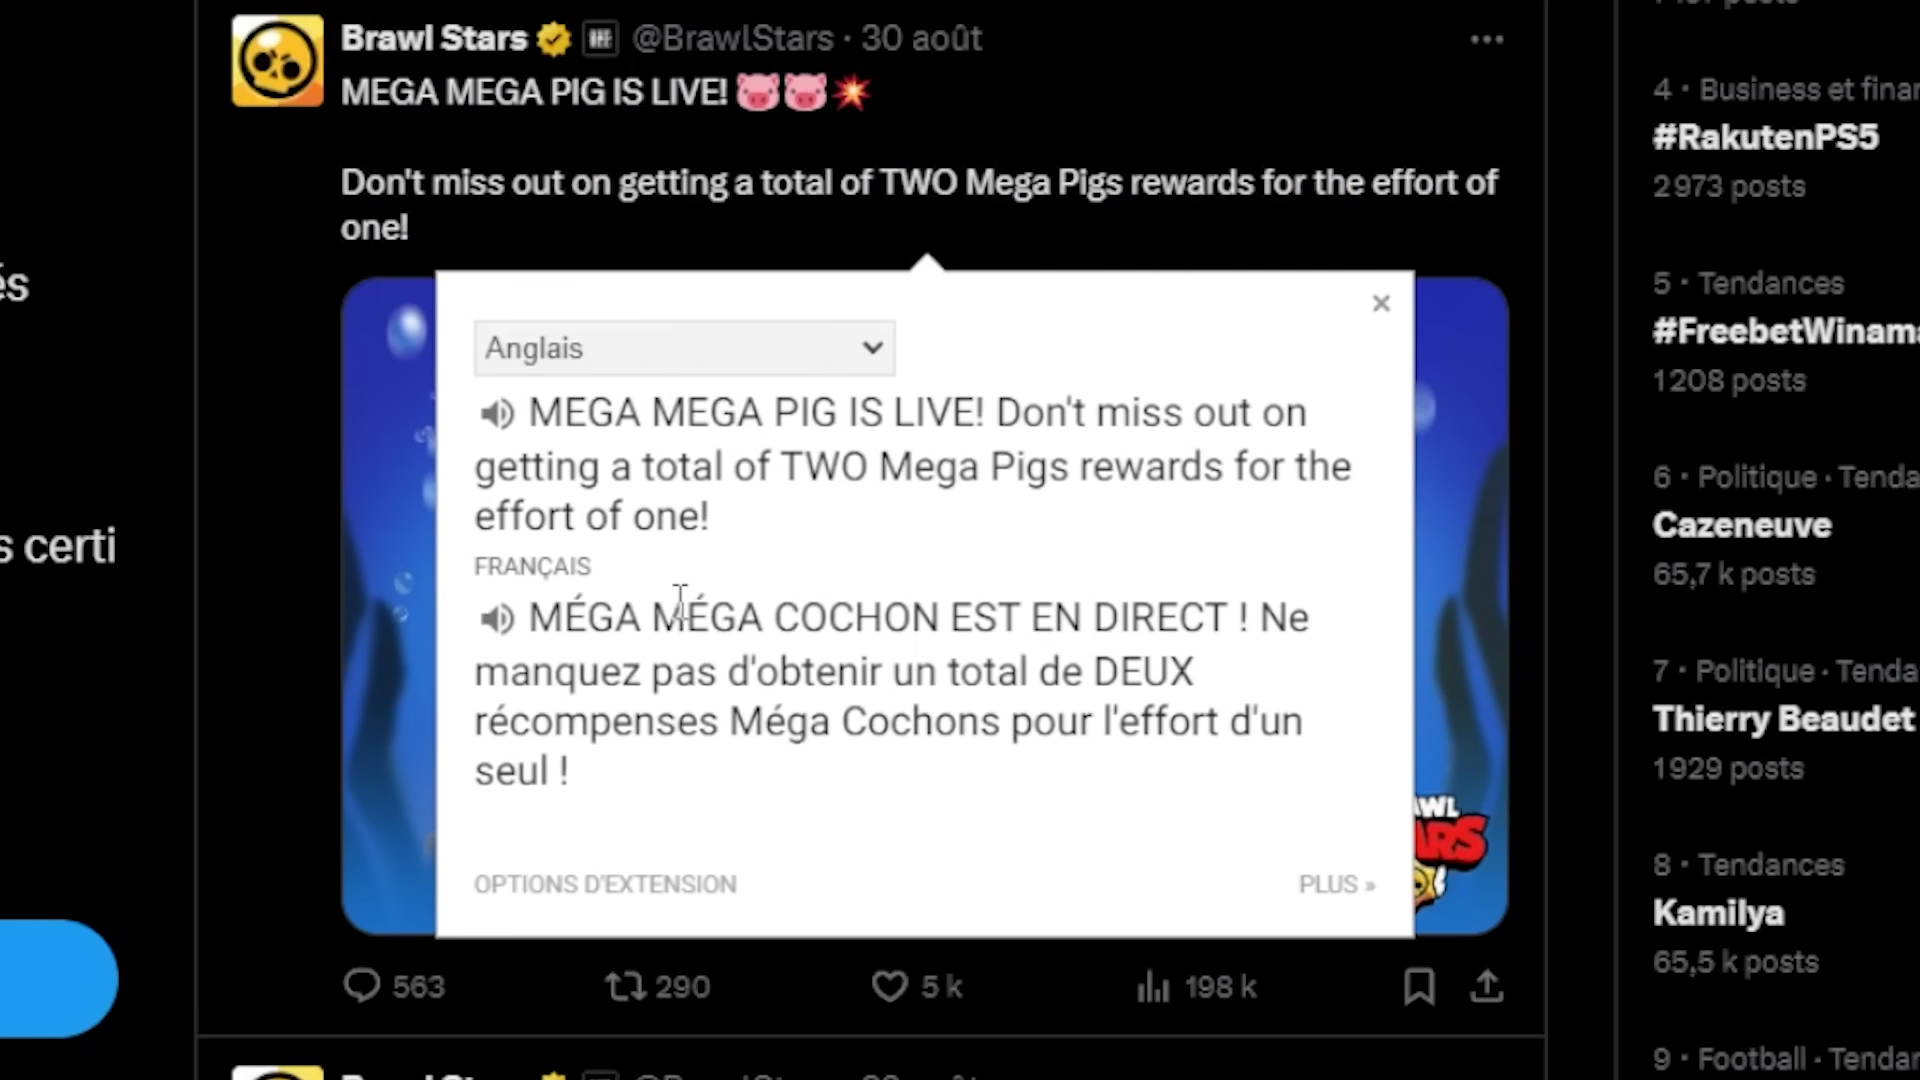 Brawl Stars @BrawlStars · 30 août
MEGA MEGA PIG IS LIVE! 🐷🐷💥
Don't miss out on getting a total of TWO Mega Pigs rewards for the effort of
one!
Anglais
MEGA MEGA PIG IS LIVE! Don't miss out on
getting a total of TWO Mega Pigs rewards for the
effort of one!
FRANÇAIS
MÉGA MÉGA COCHON EST EN DIRECT ! Ne
manquez pas d'obtenir un total de DEUX
récompenses Méga Cochons pour l'effort d'un
seul !
OPTIONS D'EXTENSION
PLUS »
563 290 5 k 198 k
és
s certi
4 · Business et finan
#RakutenPS5
2 973 posts
5 · Tendances
#FreebetWinama
1 208 posts
6 · Politique · Tenda
Cazeneuve
65,7 k posts
7 · Politique · Tenda
Thierry Beaudet
1 929 posts
8 · Tendances
Kamilya
65,5 k posts
9 · Football · Tendan